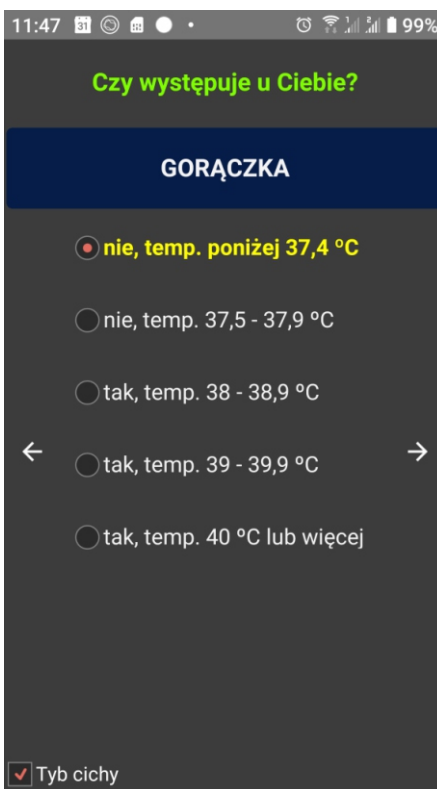 11:47 31 99%
Czy występuje u Ciebie?
GORĄCZKA
nie, temp. poniżej 37,4 ºC
nie, temp. 37,5 - 37,9 ºC
tak, temp. 38 - 38,9 ºC
tak, temp. 39 - 39,9 ºC
tak, temp. 40 ºC lub więcej
Tyb cichy